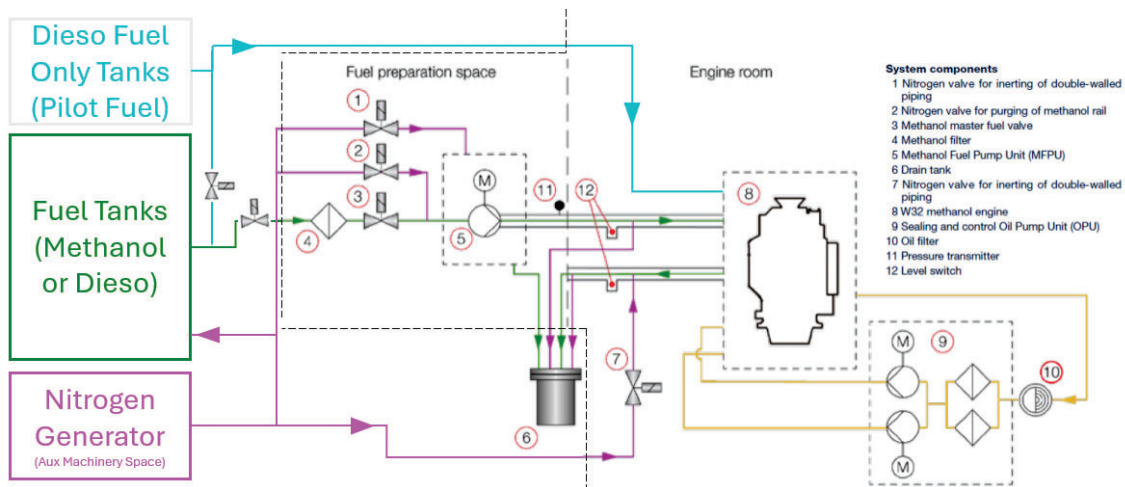 Dieso Fuel
Only Tanks
(Pilot Fuel)
Fuel Tanks
(Methanol
or Dieso)
Nitrogen
Generator
(Aux Machinery Space)
Fuel preparation space
Engine room
1
2
3
4
M
5
6
7
8
11
12
M
9
10
M
System components
1 Nitrogen valve for inerting of double-walled
piping
2 Nitrogen valve for purging of methanol rail
3 Methanol master fuel valve
4 Methanol filter
5 Methanol Fuel Pump Unit (MFPU)
6 Drain tank
7 Nitrogen valve for inerting of double-walled
piping
8 W32 methanol engine
9 Sealing and control Oil Pump Unit (OPU)
10 Oil filter
11 Pressure transmitter
12 Level switch